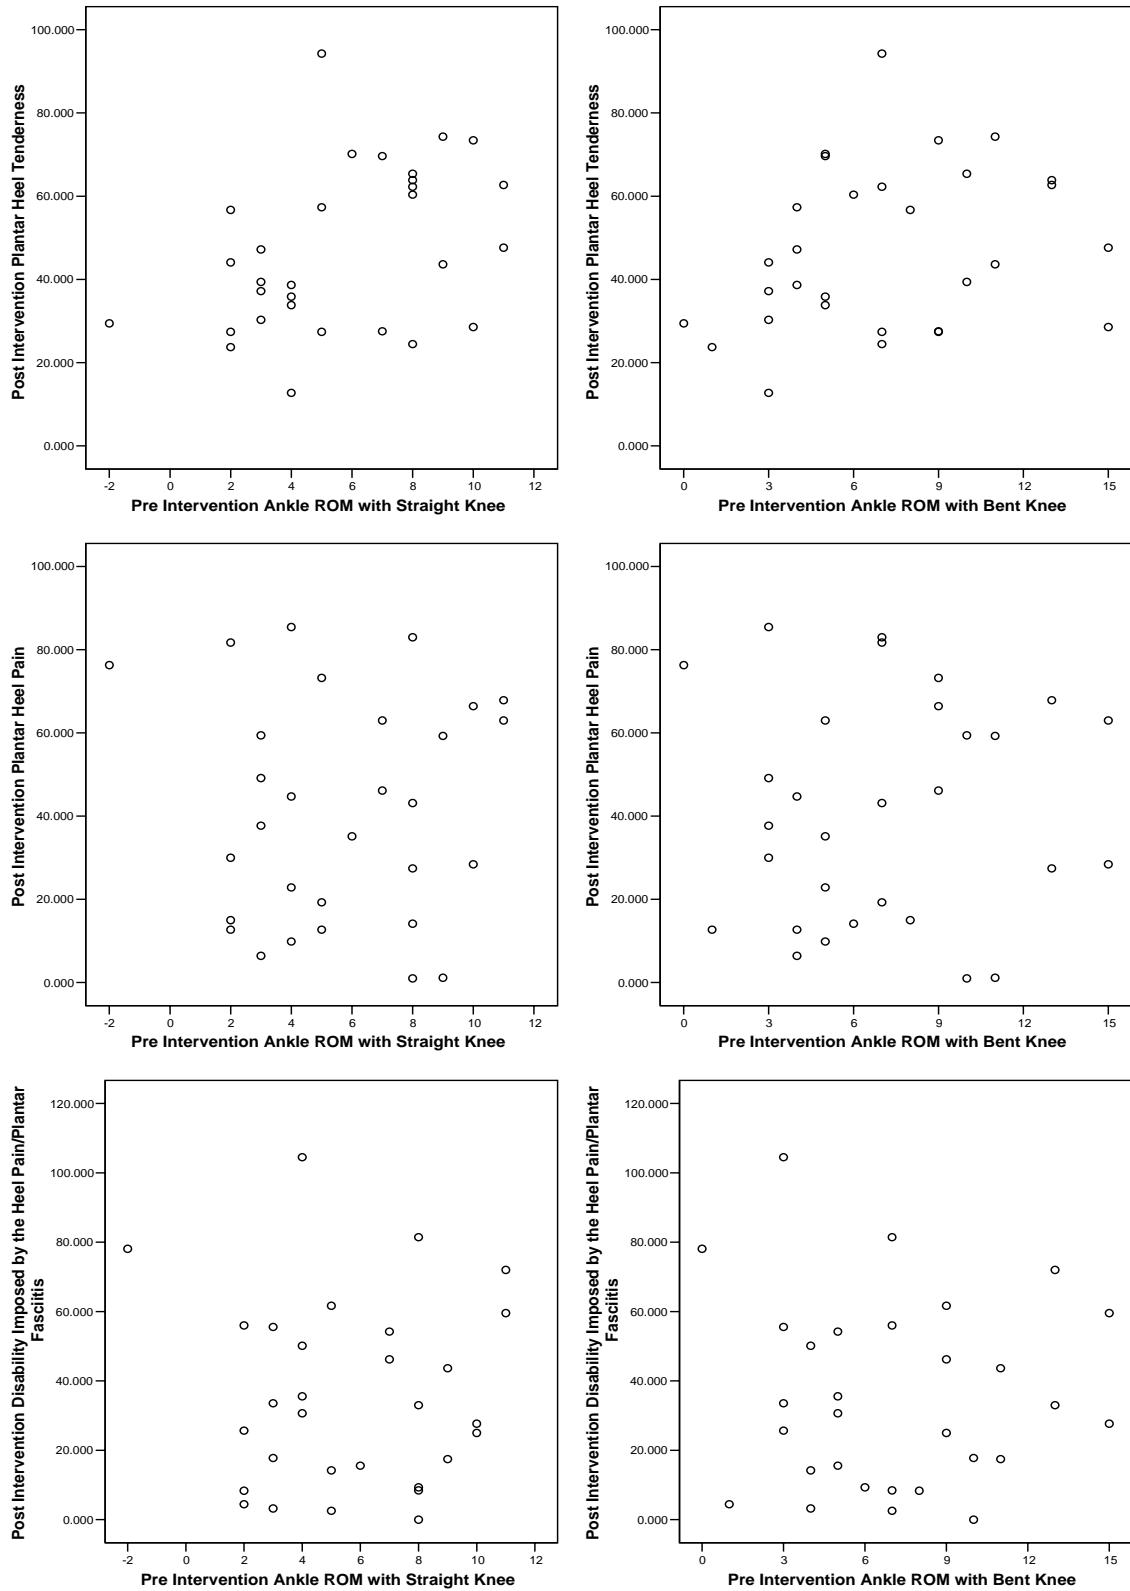 100.000
80.000
60.000
40.000
20.000
0.000
Post Intervention Plantar Heel Tenderness
-2 0 2 4 6 8 10 12
Pre Intervention Ankle ROM with Straight Knee
100.000
80.000
60.000
40.000
20.000
0.000
Post Intervention Plantar Heel Tenderness
0 3 6 9 12 15
Pre Intervention Ankle ROM with Bent Knee
100.000
80.000
60.000
40.000
20.000
0.000
Post Intervention Plantar Heel Pain
-2 0 2 4 6 8 10 12
Pre Intervention Ankle ROM with Straight Knee
100.000
80.000
60.000
40.000
20.000
0.000
Post Intervention Plantar Heel Pain
0 3 6 9 12 15
Pre Intervention Ankle ROM with Bent Knee
120.000
100.000
80.000
60.000
40.000
20.000
0.000
Post Intervention Disability Imposed by the Heel Pain/Plantar
Fasciitis
-2 0 2 4 6 8 10 12
Pre Intervention Ankle ROM with Straight Knee
120.000
100.000
80.000
60.000
40.000
20.000
0.000
Post Intervention Disability Imposed by the Heel Pain/Plantar
Fasciitis
0 3 6 9 12 15
Pre Intervention Ankle ROM with Bent Knee